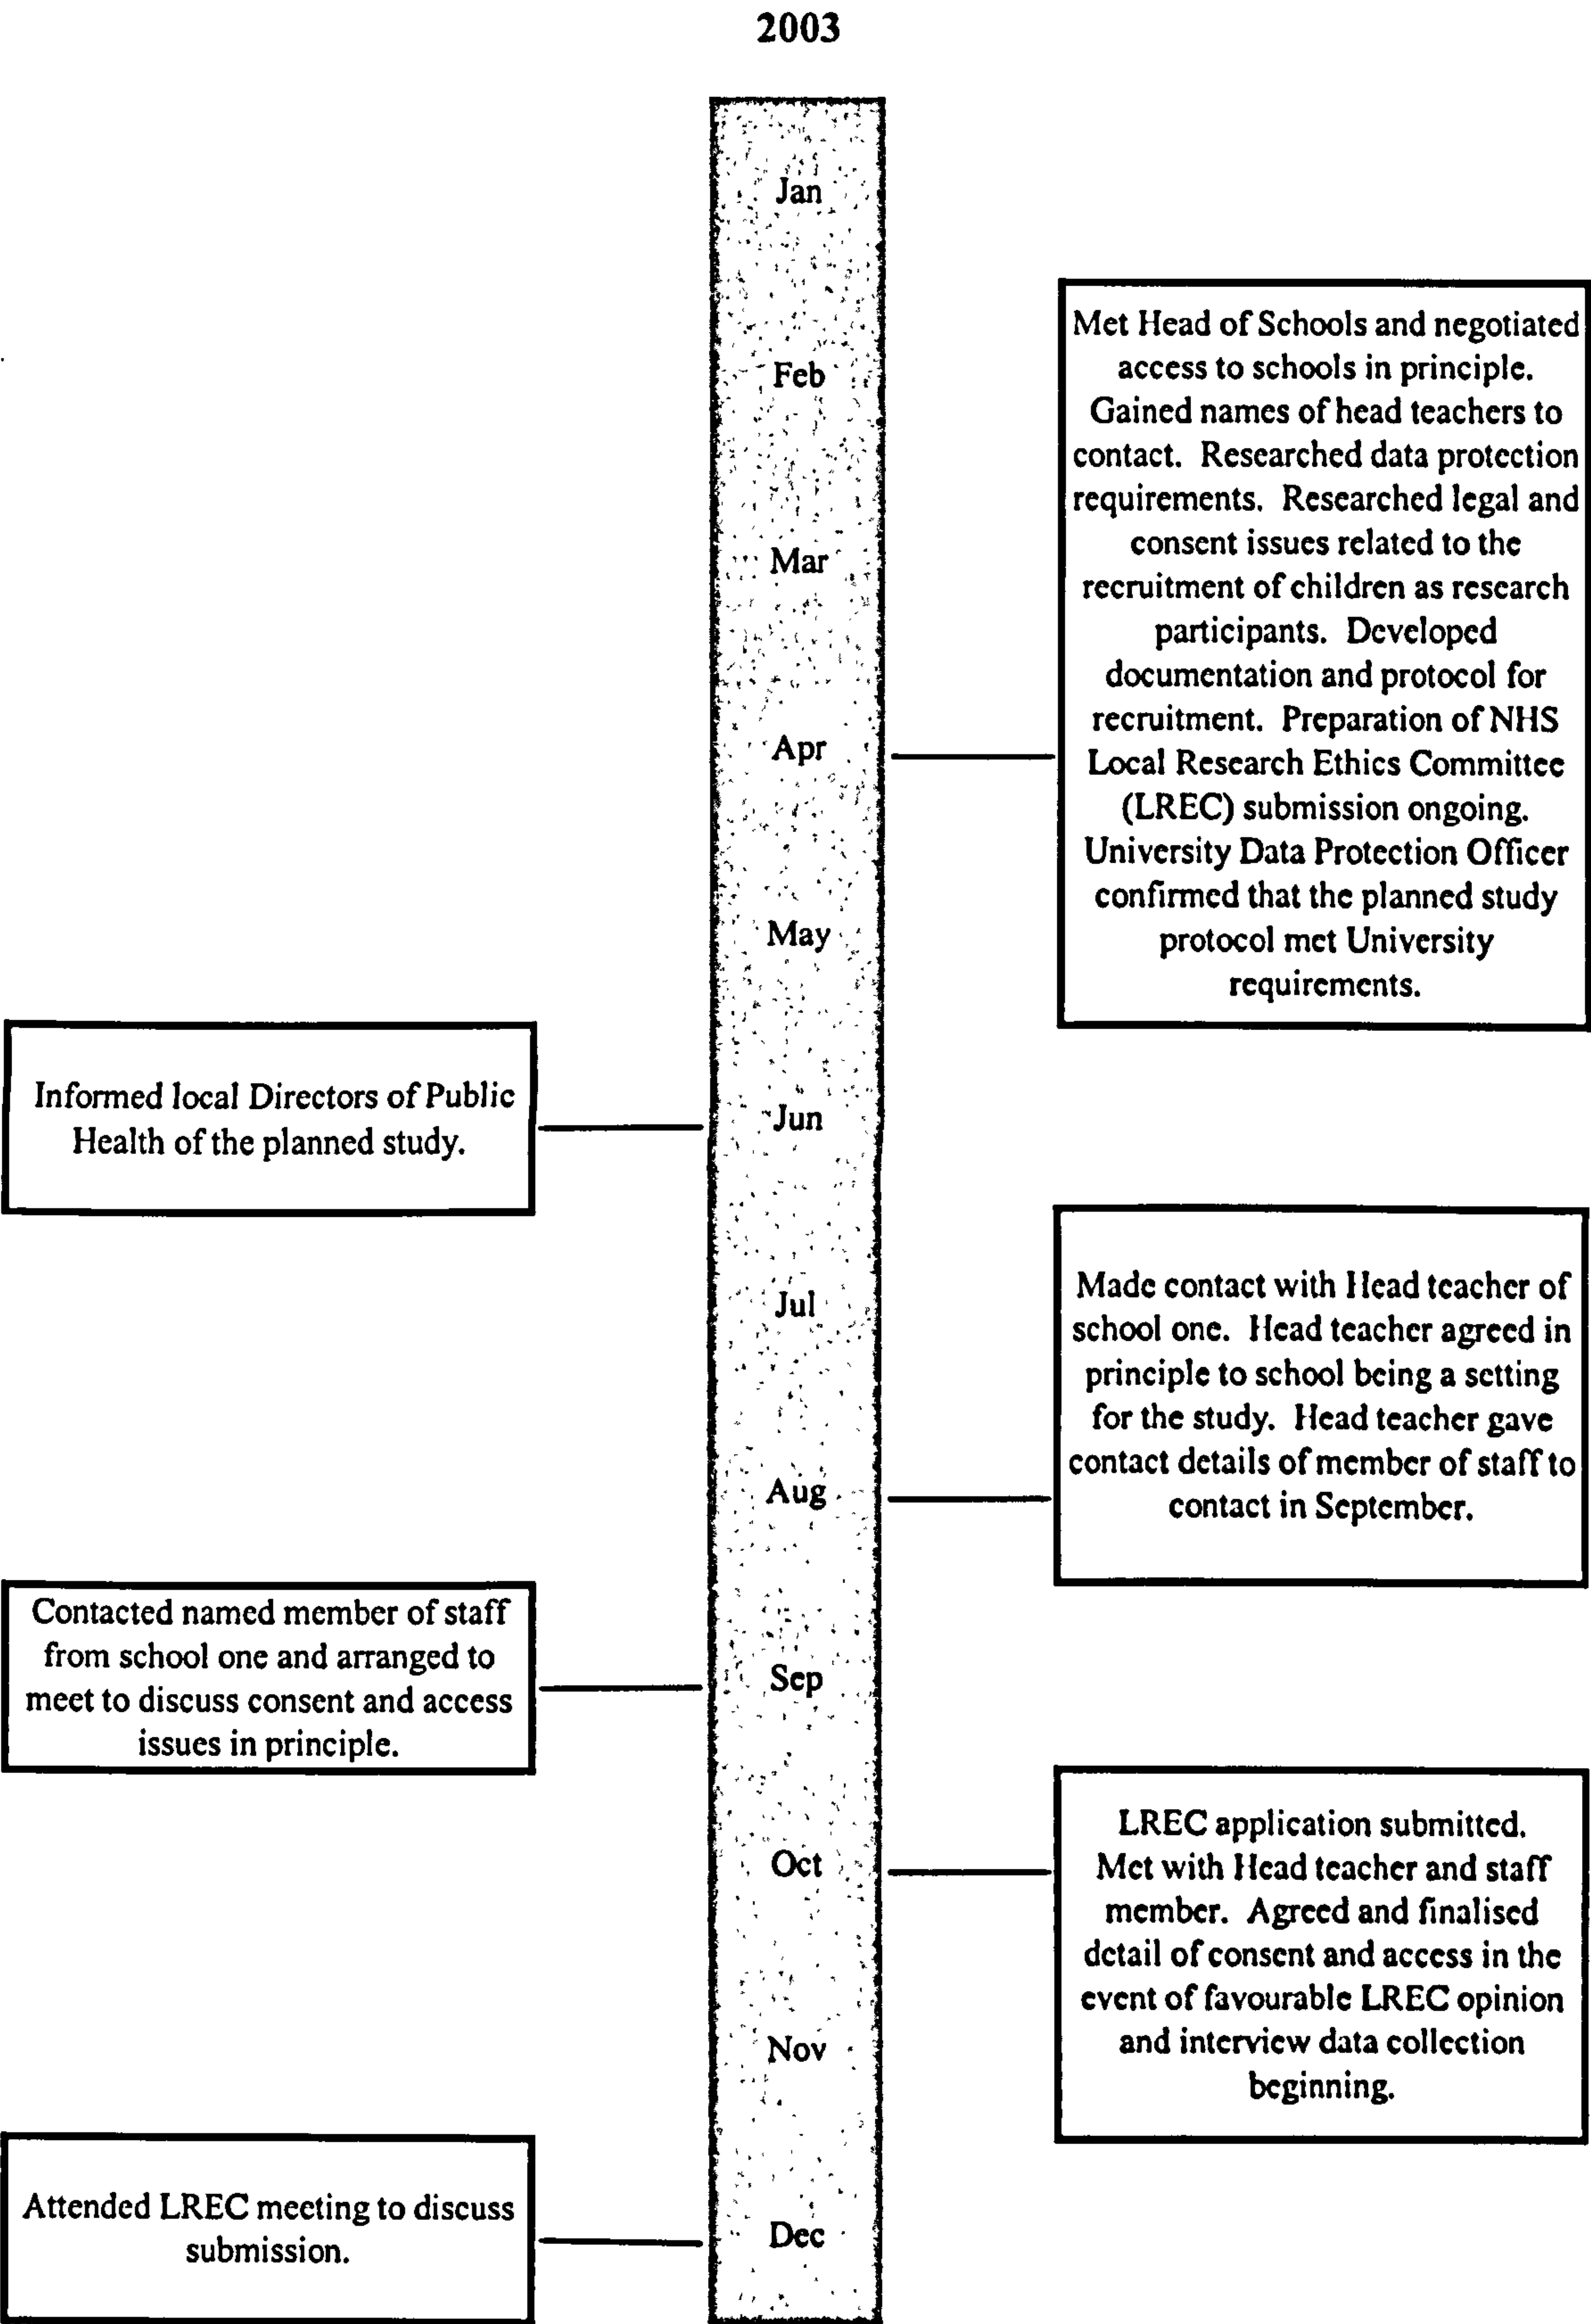 2003
Jan
Feb
Mar
Apr
May
Jun
Jul
Aug
Sep
Oct
Nov
Dec
Met Head of Schools and negotiated
access to schools in principle.
Gained names of head teachers to
contact. Researched data protection
requirements. Researched legal and
consent issues related to the
recruitment of children as research
participants. Developed
documentation and protocol for
recruitment. Preparation of NHS
Local Research Ethics Committee
(LREC) submission ongoing.
University Data Protection Officer
confirmed that the planned study
protocol met University
requirements.
Informed local Directors of Public
Health of the planned study.
Made contact with Head teacher of
school one. Head teacher agreed in
principle to school being a setting
for the study. Head teacher gave
contact details of member of staff to
contact in September.
Contacted named member of staff
from school one and arranged to
meet to discuss consent and access
issues in principle.
LREC application submitted.
Met with Head teacher and staff
member. Agreed and finalised
detail of consent and access in the
event of favourable LREC opinion
and interview data collection
beginning.
Attended LREC meeting to discuss
submission.